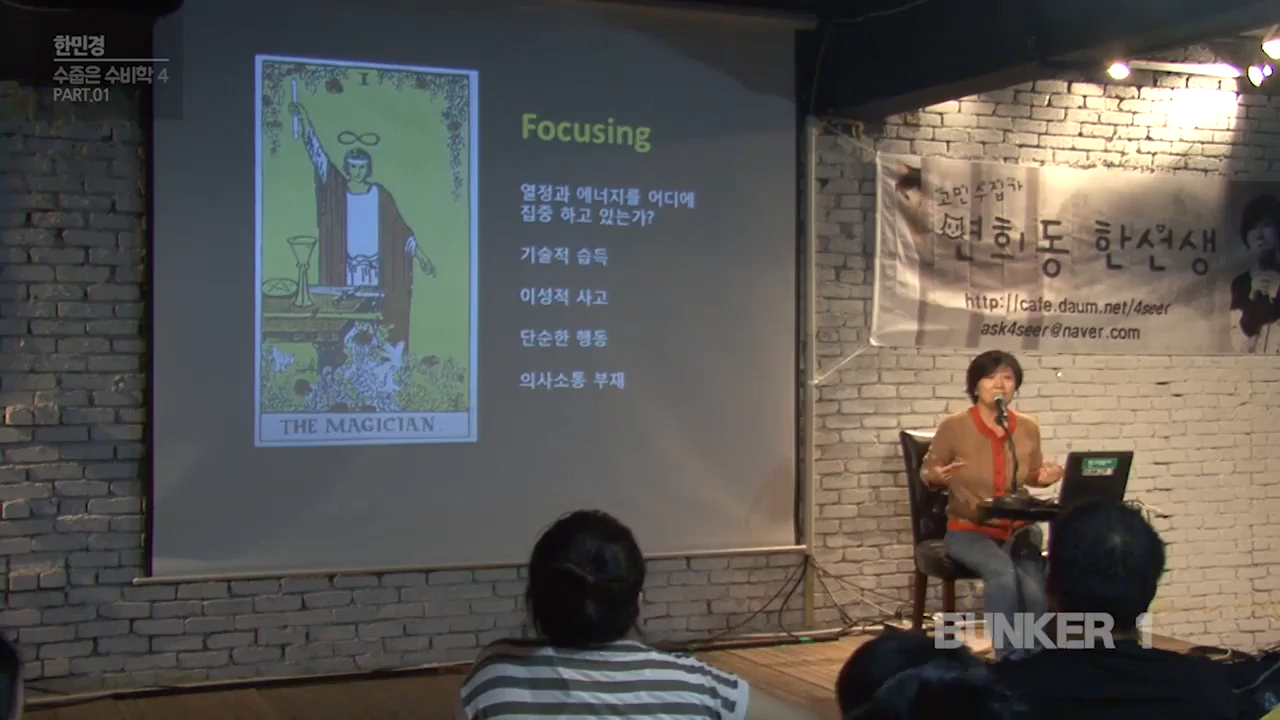 한민경
수줍은 수비학 4
PART.01
I
THE MAGICIAN.
Focusing
열정과 에너지를 어디에
집중 하고 있는가?
기술적 습득
이성적 사고
단순한 행동
의사소통 부재
고민 수집가
연희동 한선생
http://cafe.daum.net/4seer
ask4seer@naver.com
BUNKER 1